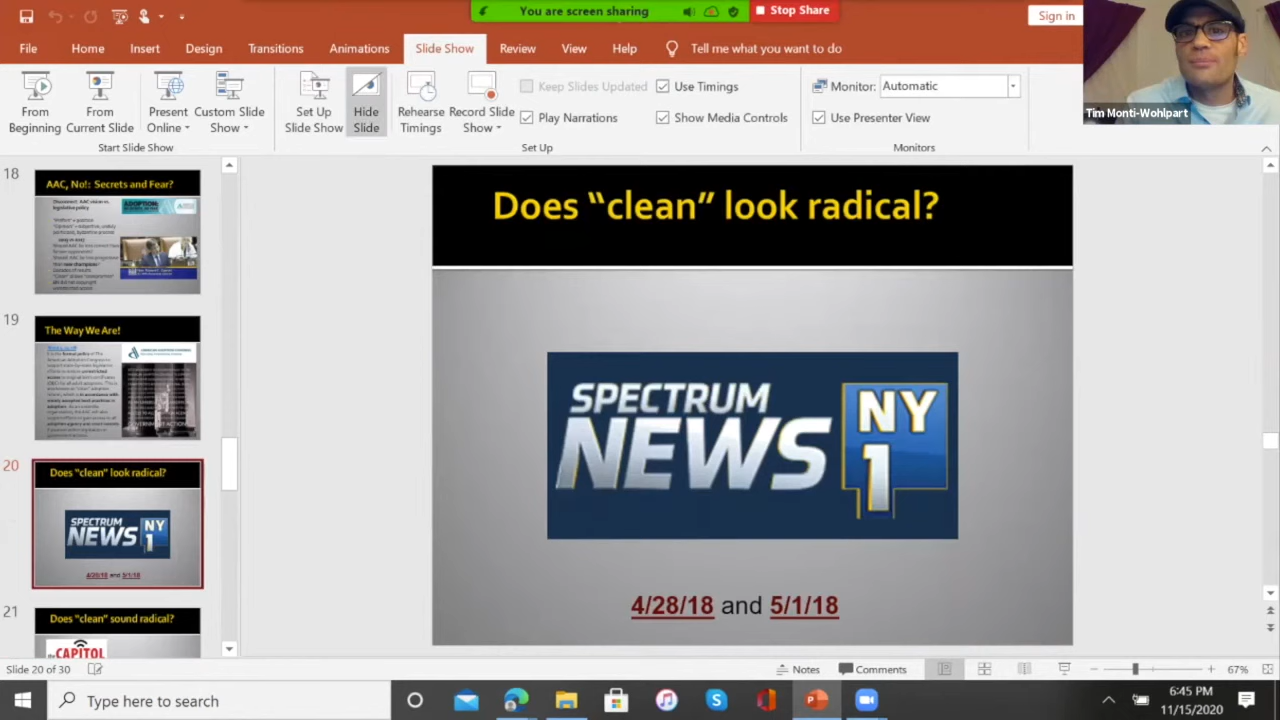 You are screen sharing
Stop Share
Sign in
File Home Insert Design Transitions Animations Slide Show Review View Help Tell me what you want to do
From Beginning
From Current Slide
Present Online
Custom Slide Show
Set Up Slide Show
Hide Slide
Rehearse Timings
Record Slide Show
Keep Slides Updated
Use Timings
Play Narrations
Show Media Controls
Monitor: Automatic
Use Presenter View
Start Slide Show
Set Up
Monitors
Tim Monti-Wohlpart
18
AAC, No!: Secrets and Fear?
19
The Way We Are!
20
Does "clean" look radical?
SPECTRUM
NEWS
NY
1
4/28/18 and 5/1/18
21
Does "clean" sound radical?
the CAPITOL
Does “clean” look radical?
SPECTRUM
NEWS
NY
1
4/28/18 and 5/1/18
Slide 20 of 30
Notes
Comments
67%
Type here to search
6:45 PM
11/15/2020